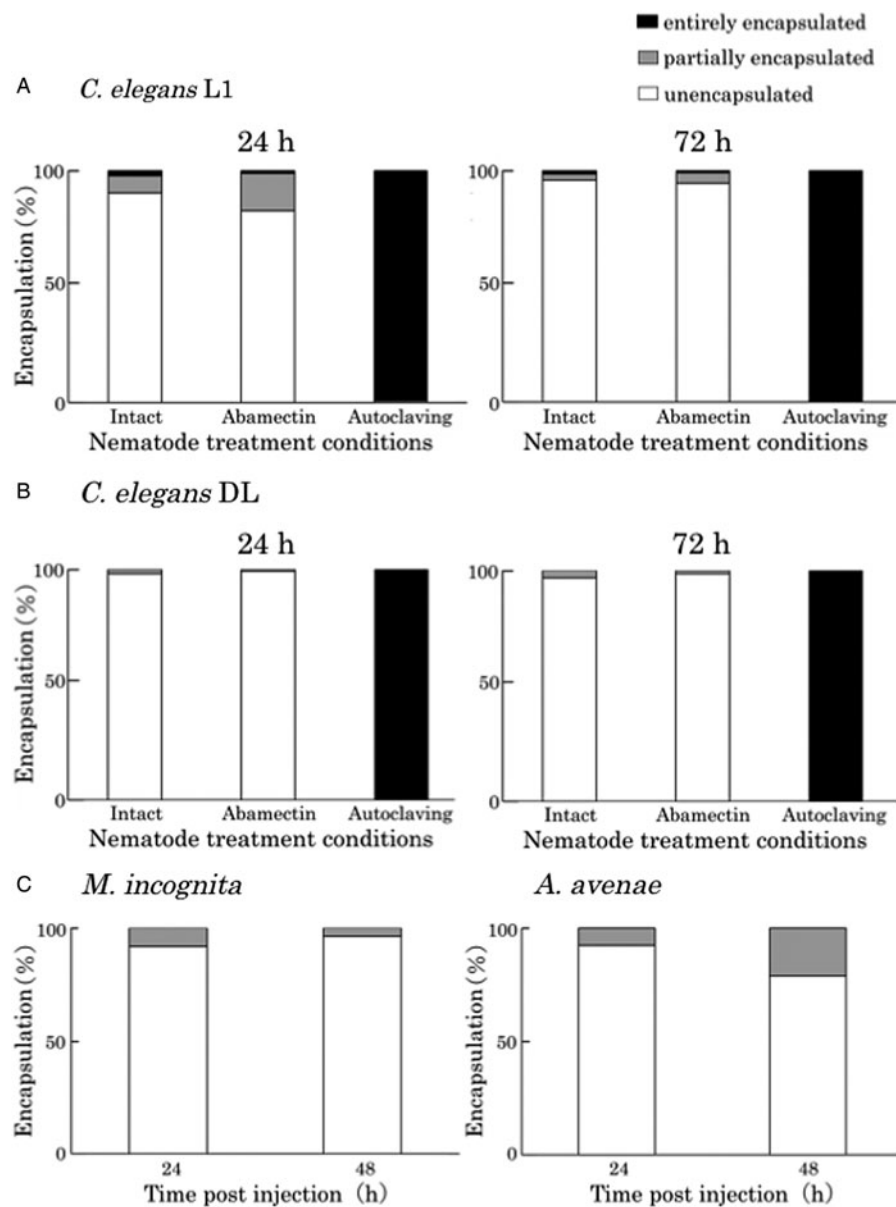 entirely encapsulated
partially encapsulated
unencapsulated
A C. elegans L1
24 h
72 h
Encapsulation (%)
100
50
0
Intact Abamectin Autoclaving
Nematode treatment conditions
100
50
0
Intact Abamectin Autoclaving
Nematode treatment conditions
B C. elegans DL
24 h
72 h
Encapsulation (%)
100
50
0
Intact Abamectin Autoclaving
Nematode treatment conditions
100
50
0
Intact Abamectin Autoclaving
Nematode treatment conditions
C M. incognita
A. avenae
Encapsulation (%)
100
50
0
24 48
Time post injection (h)
Encapsulation (%)
100
50
0
24 48
Time post injection (h)